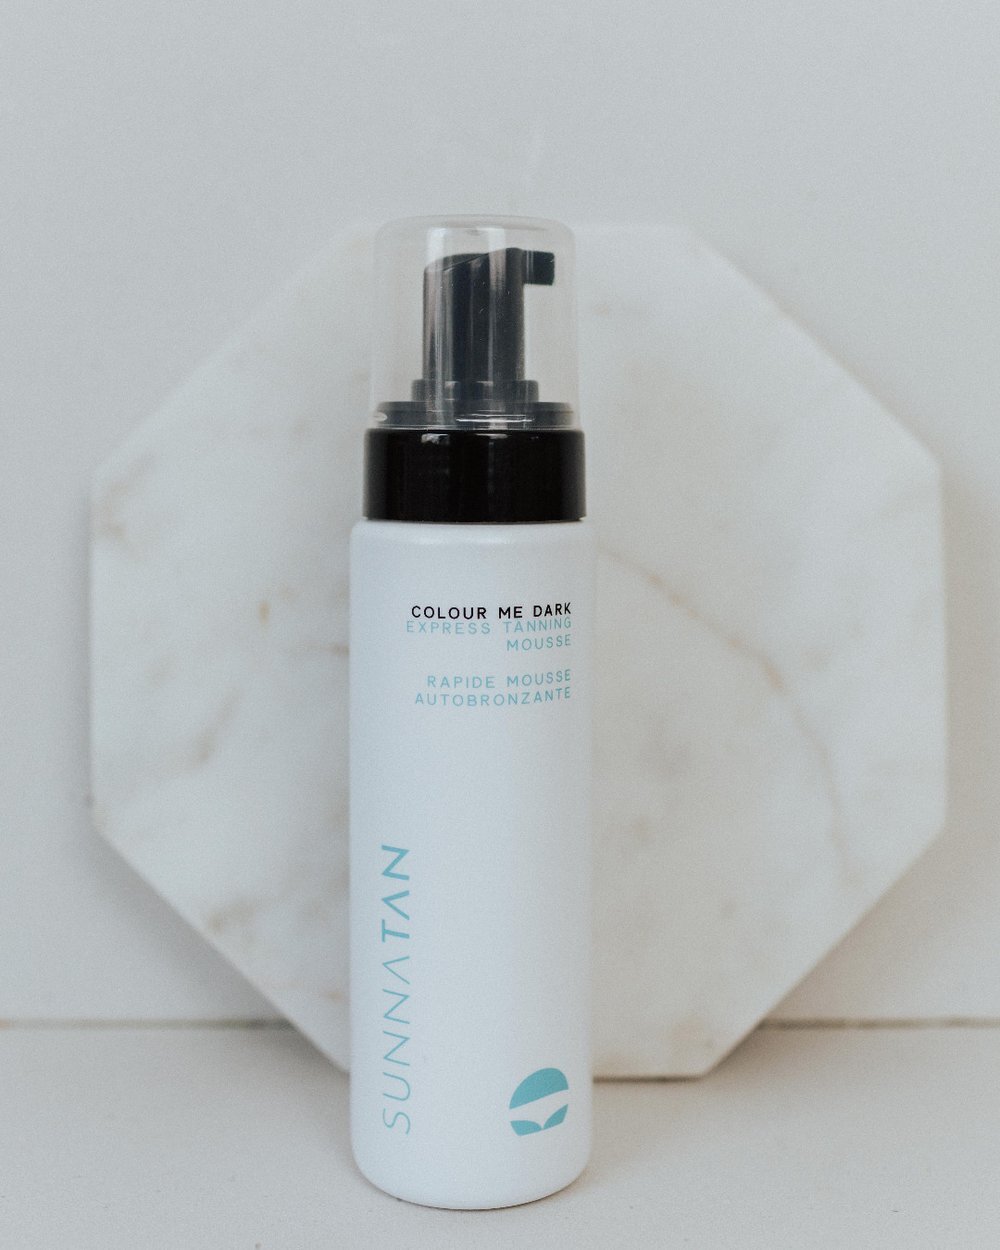 COLOUR ME DARK
EXPRESS TANNING
MOUSSE
RAPIDE MOUSSE
AUTOBRONZANTE
SUNNATAN